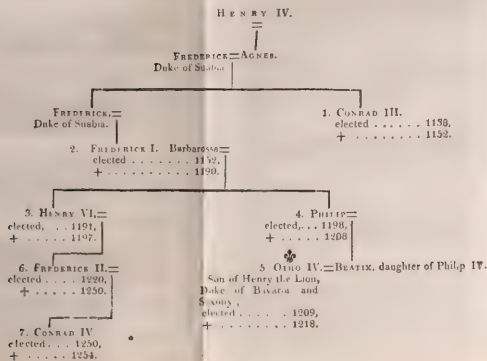 HENRY IV.
FREDERICK=AGNES.
Duke of Suabia
FREDERICK,=
Duke of Suabia.
1. CONRAD III.
elected . . . . . . 1138,
+ . . . . . . 1152.
2. FREDERICK I. Barbarossa=
elected . . . . . . . . 1152,
+ . . . . . . . . . 1190.
3. HENRY VI,=
elected, . . 1191,
+ . . . . . . 1197.
4. PHILIP=
elected,. . . 1198,
+ . . . . . . . 1208
6. FREDERICK II.=
elected . . . . 1220,
+ . . . . . 1250.
5 OTHO IV.=BEATIX, daughter of Philip IV.
Son of Henry the Lion,
Duke of Bavaria and
Saxony,
elected . . . . . 1209,
+ . . . . . . . . 1218.
7. CONRAD IV
elected . . . . 1250,
+ . . . . . . 1254.